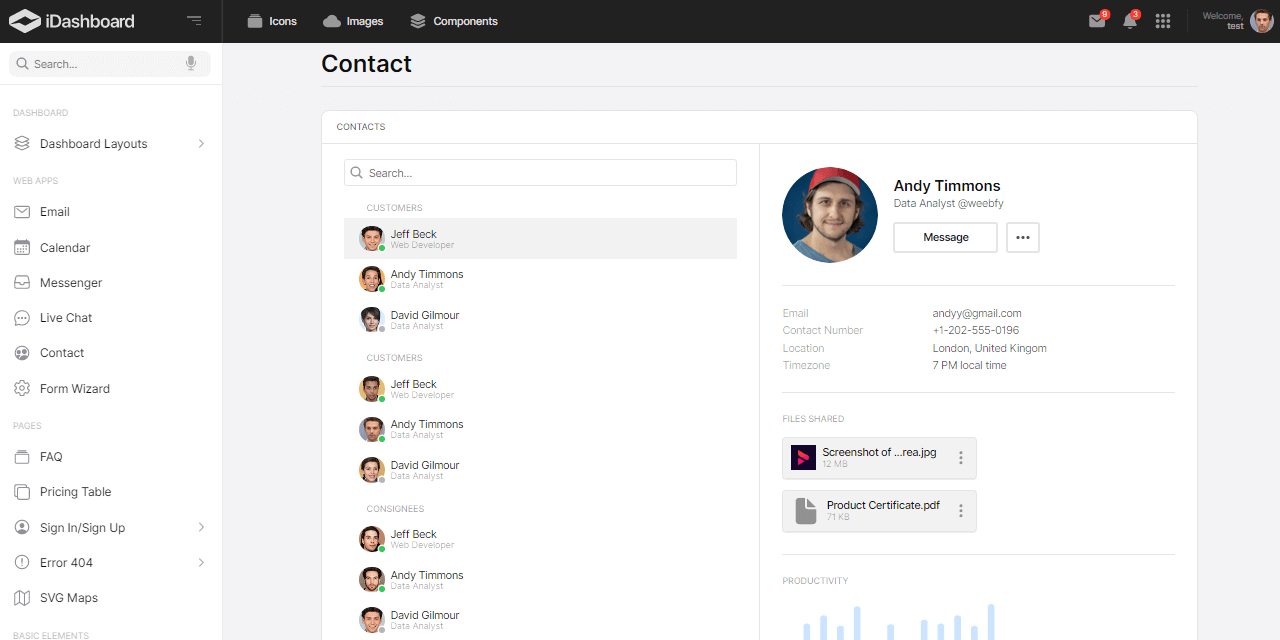 iDashboard
Icons
Images
Components
9
3
Welcome,
test
Search...
DASHBOARD
Dashboard Layouts
WEB APPS
Email
Calendar
Messenger
Live Chat
Contact
Form Wizard
PAGES
FAQ
Pricing Table
Sign In/Sign Up
Error 404
SVG Maps
BASIC ELEMENTS
Contact
CONTACTS
Search...
CUSTOMERS
Jeff Beck
Web Developer
Andy Timmons
Data Analyst
David Gilmour
Data Analyst
CUSTOMERS
Jeff Beck
Web Developer
Andy Timmons
Data Analyst
David Gilmour
Data Analyst
CONSIGNEES
Jeff Beck
Web Developer
Andy Timmons
Data Analyst
David Gilmour
Data Analyst
Andy Timmons
Data Analyst @weebfy
Message
Email andyy@gmail.com
Contact Number +1-202-555-0196
Location London, United Kingom
Timezone 7 PM local time
FILES SHARED
Screenshot of ...rea.jpg
12 MB
Product Certificate.pdf
71 KB
PRODUCTIVITY